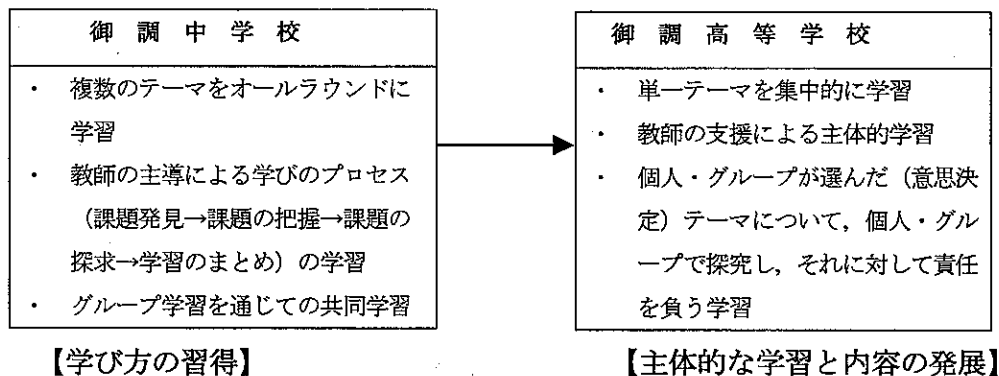 御調中学校
・ 複数のテーマをオールラウンドに
学習
・ 教師の主導による学びのプロセス
（課題発見→課題の把握→課題の
探求→学習のまとめ）の学習
・ グループ学習を通じての共同学習
【学び方の習得】
御調高等学校
・ 単一テーマを集中的に学習
・ 教師の支援による主体的学習
・ 個人・グループが選んだ（意思決
定）テーマについて，個人・グル
ープで探究し，それに対して責任
を負う学習
【主体的な学習と内容の発展】